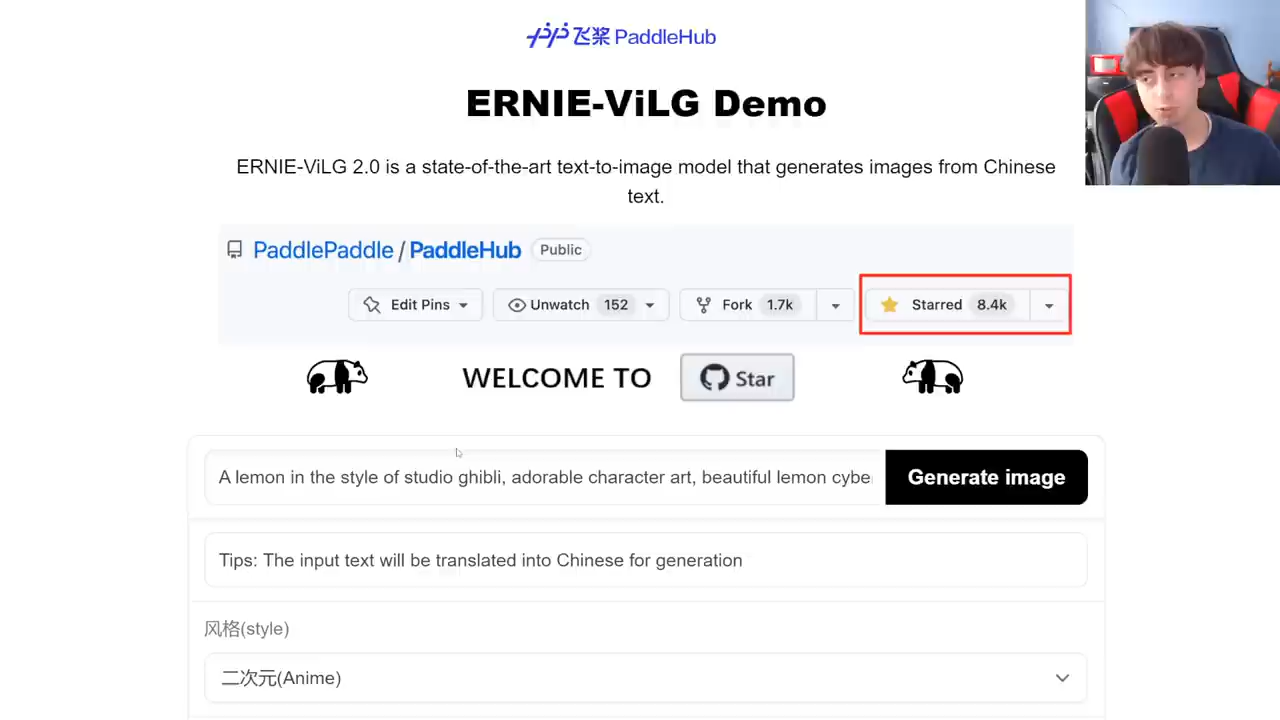 飞桨 PaddleHub
ERNIE-ViLG Demo
ERNIE-ViLG 2.0 is a state-of-the-art text-to-image model that generates images from Chinese
text.
PaddlePaddle / PaddleHub Public
Edit Pins Unwatch 152 Fork 1.7k Starred 8.4k
WELCOME TO Star
A lemon in the style of studio ghibli, adorable character art, beautiful lemon cybe
Generate image
Tips: The input text will be translated into Chinese for generation
风格(style)
二次元(Anime)